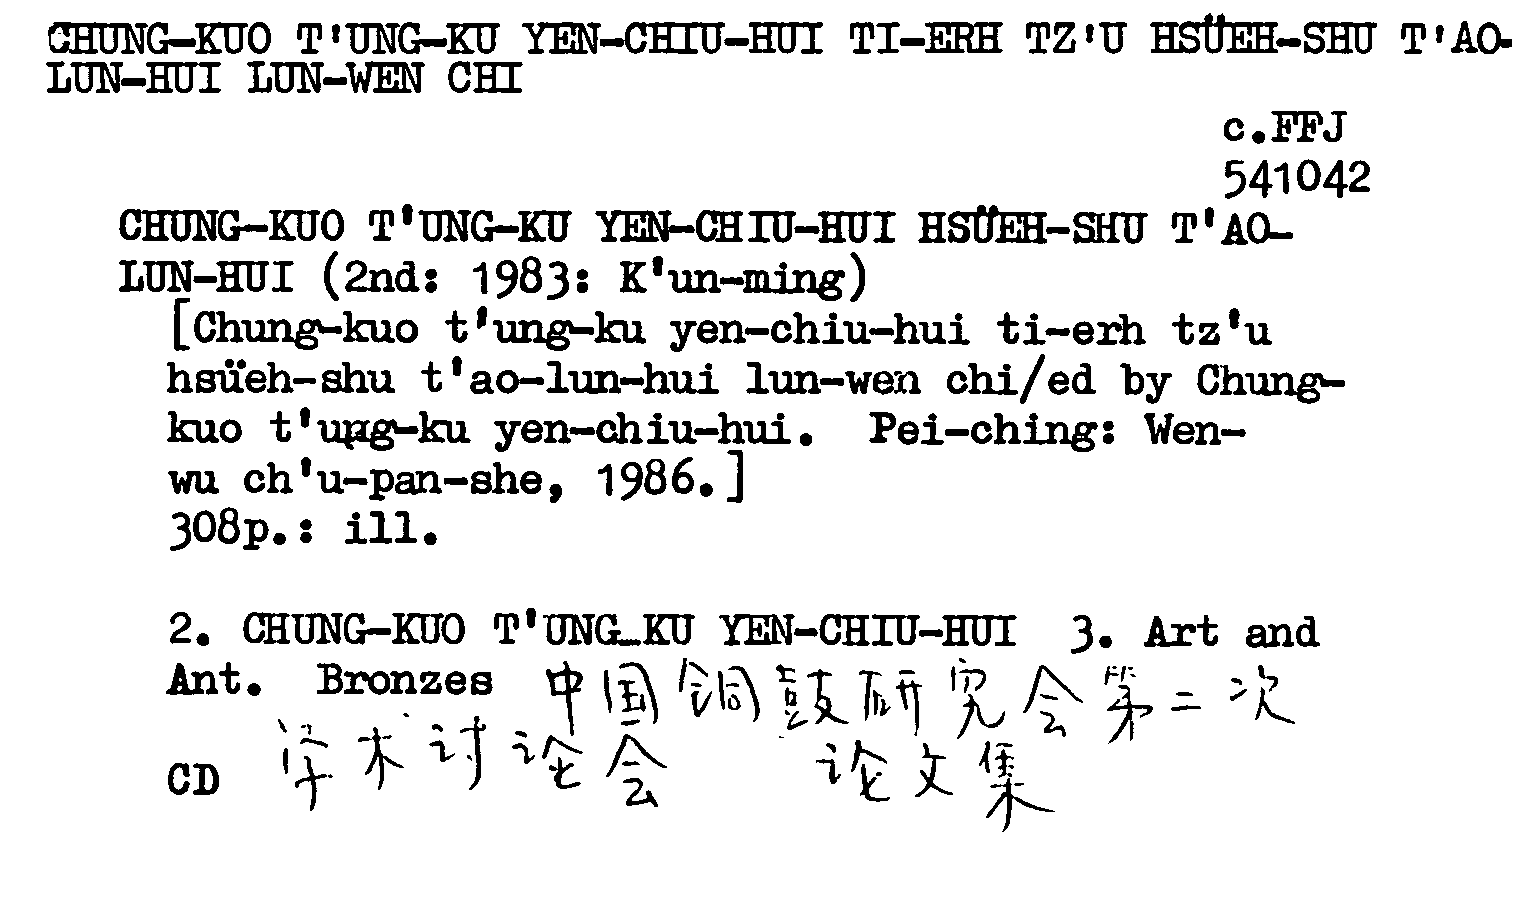 CHUNG-KUO T'UNG-KU YEN-CHIU-HUI TI-ERH TZ'U HSÜEH-SHU T'AO-
LUN-HUI LUN-WEN CHI
c.FFJ
541042
CHUNG-KUO T'UNG-KU YEN-CHIU-HUI HSÜEH-SHU T'AO-
LUN-HUI (2nd: 1983: K'un-ming)
[Chung-kuo t'ung-ku yen-chiu-hui ti-erh tz'u
hsüeh-shu t'ao-lun-hui lun-wen chi/ed by Chung-
kuo t'ung-ku yen-chiu-hui. Pei-ching: Wen-
wu ch'u-pan-she, 1986.]
308p.: ill.
2. CHUNG-KUO T'UNG-KU YEN-CHIU-HUI 3. Art and
Ant. Bronzes 中国铜鼓研究会第二次
CD 学术讨论会 论文集